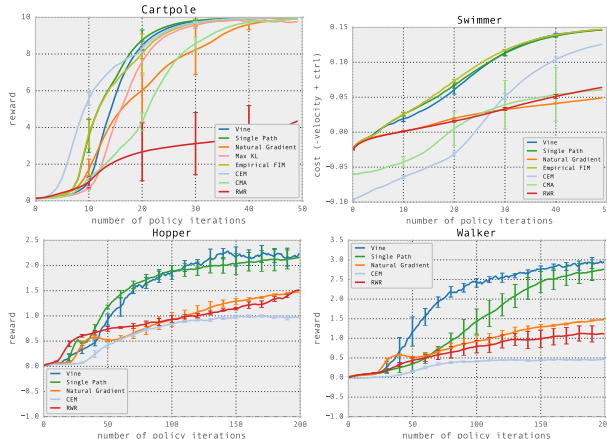 Cartpole
10
8
6
4
2
0
reward
0
10
20
30
40
50
number of policy iterations
Vine
Single Path
Natural Gradient
Max KL
Empirical FIM
CEM
CMA
RWR
Swimmer
0.15
0.10
0.05
0.00
−0.05
−0.10
cost (-velocity + ctrl)
0
10
20
30
40
5
number of policy iterations
Vine
Single Path
Natural Gradient
Empirical FIM
CEM
CMA
RWR
Hopper
2.5
2.0
1.5
1.0
0.5
0.0
−0.5
−1.0
reward
0
50
100
150
200
number of policy iterations
Vine
Single Path
Natural Gradient
CEM
RWR
Walker
3.5
3.0
2.5
2.0
1.5
1.0
0.5
0.0
−0.5
−1.0
reward
0
50
100
150
200
number of policy iterations
Vine
Single Path
Natural Gradient
CEM
RWR